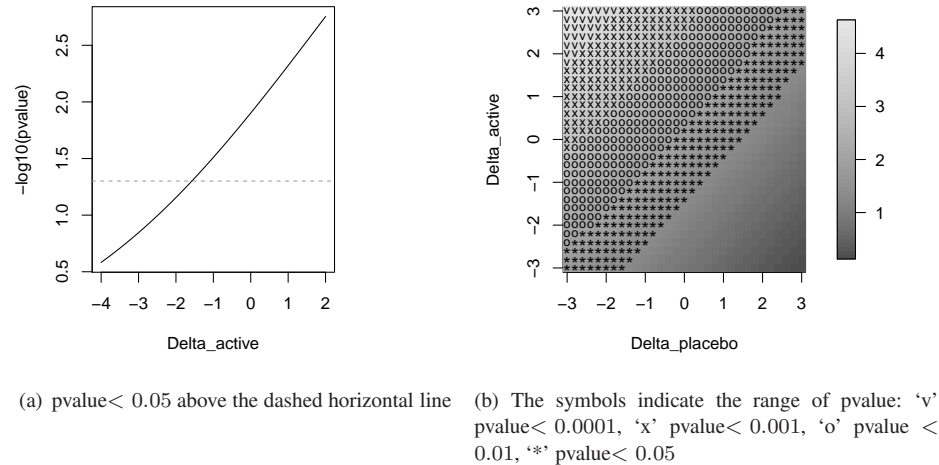 −log10(pvalue)
2.5
2.0
1.5
1.0
0.5
−4 −3 −2 −1 0 1 2
Delta_active
Delta_active
3
2
1
0
−1
−2
−3
−3 −2 −1 0 1 2 3
Delta_placebo
4
3
2
1
(a) pvalue< 0.05 above the dashed horizontal line
(b) The symbols indicate the range of pvalue: ‘v’
pvalue< 0.0001, ‘x’ pvalue< 0.001, ‘o’ pvalue <
0.01, ‘*’ pvalue< 0.05